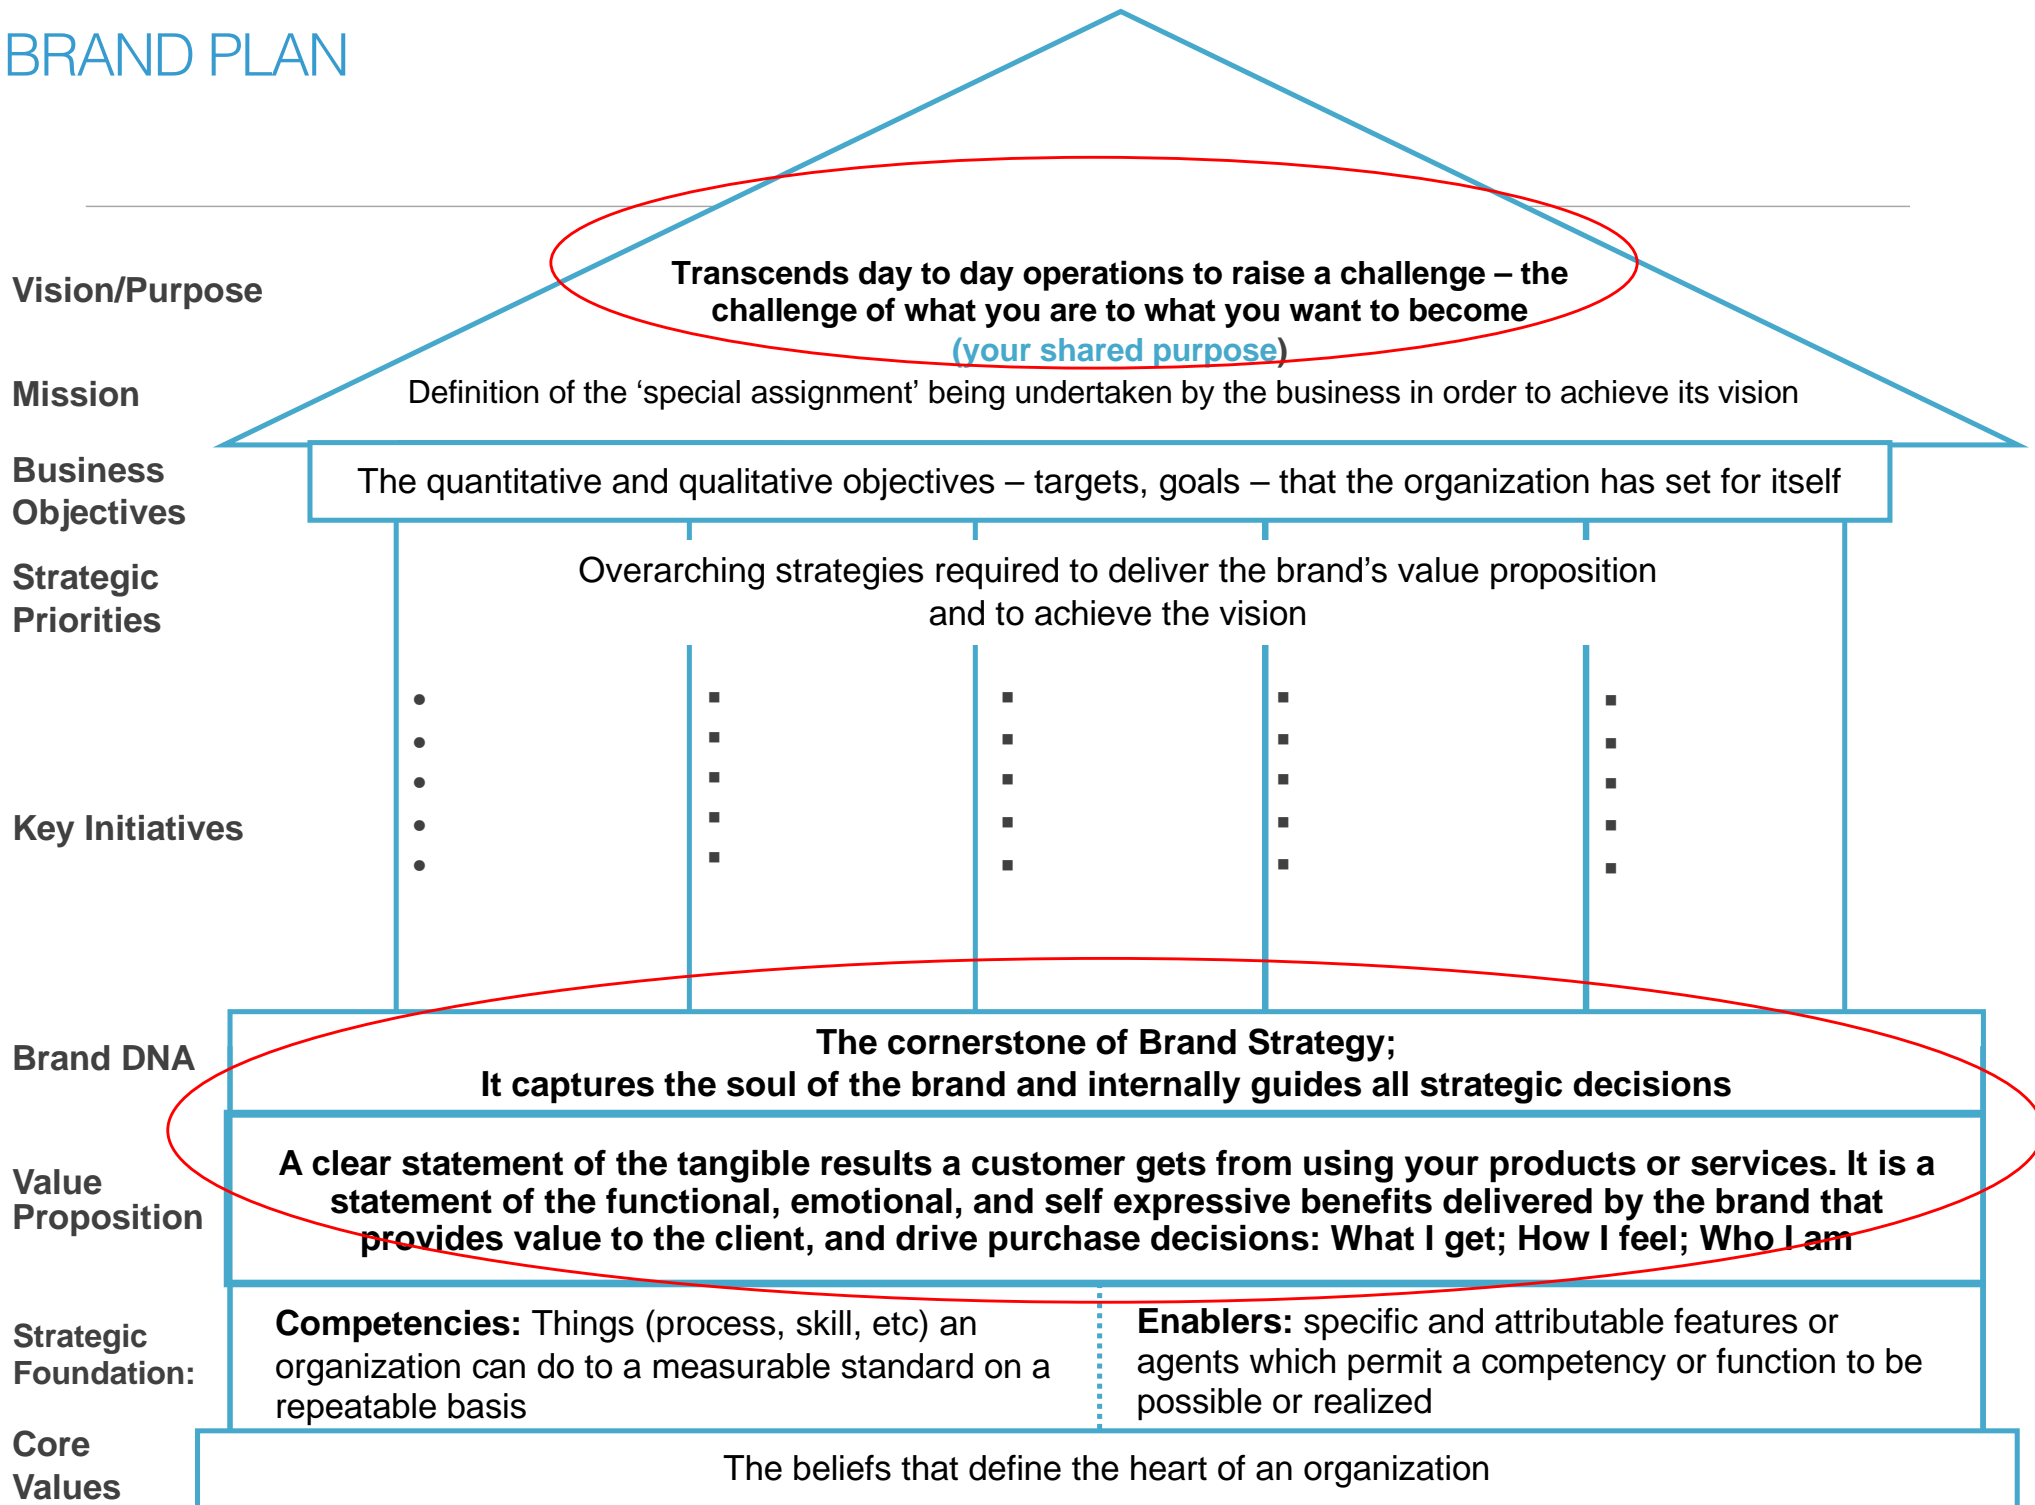 BRAND PLAN
Vision/Purpose
Transcends day to day operations to raise a challenge – the
challenge of what you are to what you want to become
(your shared purpose)
Mission
Definition of the ‘special assignment’ being undertaken by the business in order to achieve its vision
Business
Objectives
The quantitative and qualitative objectives – targets, goals – that the organization has set for itself
Strategic
Priorities
Overarching strategies required to deliver the brand’s value proposition
and to achieve the vision
Key Initiatives
Brand DNA
The cornerstone of Brand Strategy;
It captures the soul of the brand and internally guides all strategic decisions
Value
Proposition
A clear statement of the tangible results a customer gets from using your products or services. It is a
statement of the functional, emotional, and self expressive benefits delivered by the brand that
provides value to the client, and drive purchase decisions: What I get; How I feel; Who I am
Strategic
Foundation:
Competencies: Things (process, skill, etc) an
organization can do to a measurable standard on a
repeatable basis
Enablers: specific and attributable features or
agents which permit a competency or function to be
possible or realized
Core
Values
The beliefs that define the heart of an organization